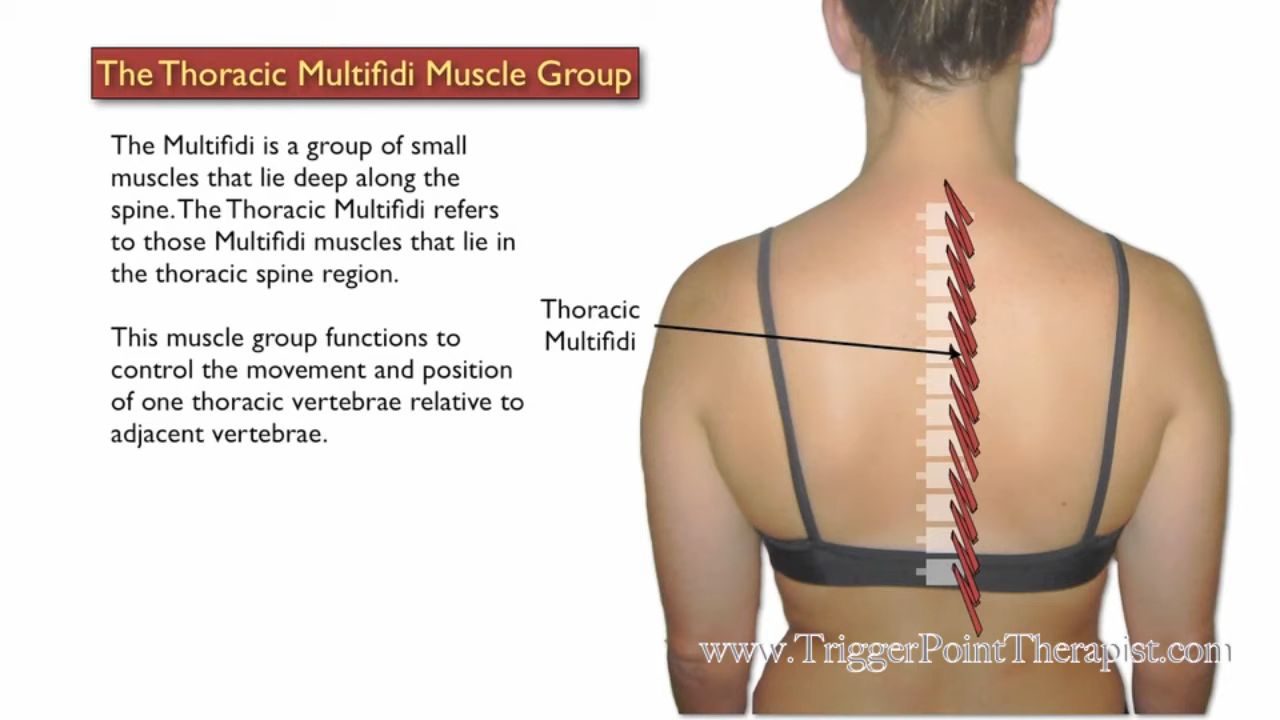 The Thoracic Multifidi Muscle Group
The Multifidi is a group of small
muscles that lie deep along the
spine. The Thoracic Multifidi refers
to those Multifidi muscles that lie in
the thoracic spine region.
This muscle group functions to
control the movement and position
of one thoracic vertebrae relative to
adjacent vertebrae.
Thoracic
Multifidi
www.TriggerPointTherapist.com